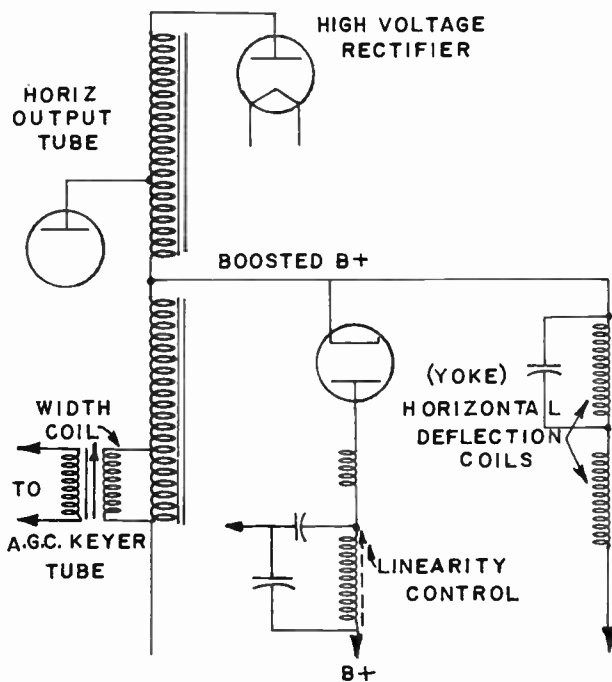 HIGH VOLTAGE
RECTIFIER
HORIZ
OUTPUT
TUBE
BOOSTED B+
(YOKE)
HORIZONTAL
DEFLECTION
COILS
WIDTH
COIL
TO
A.G.C. KEYER
TUBE
LINEARITY
CONTROL
B+